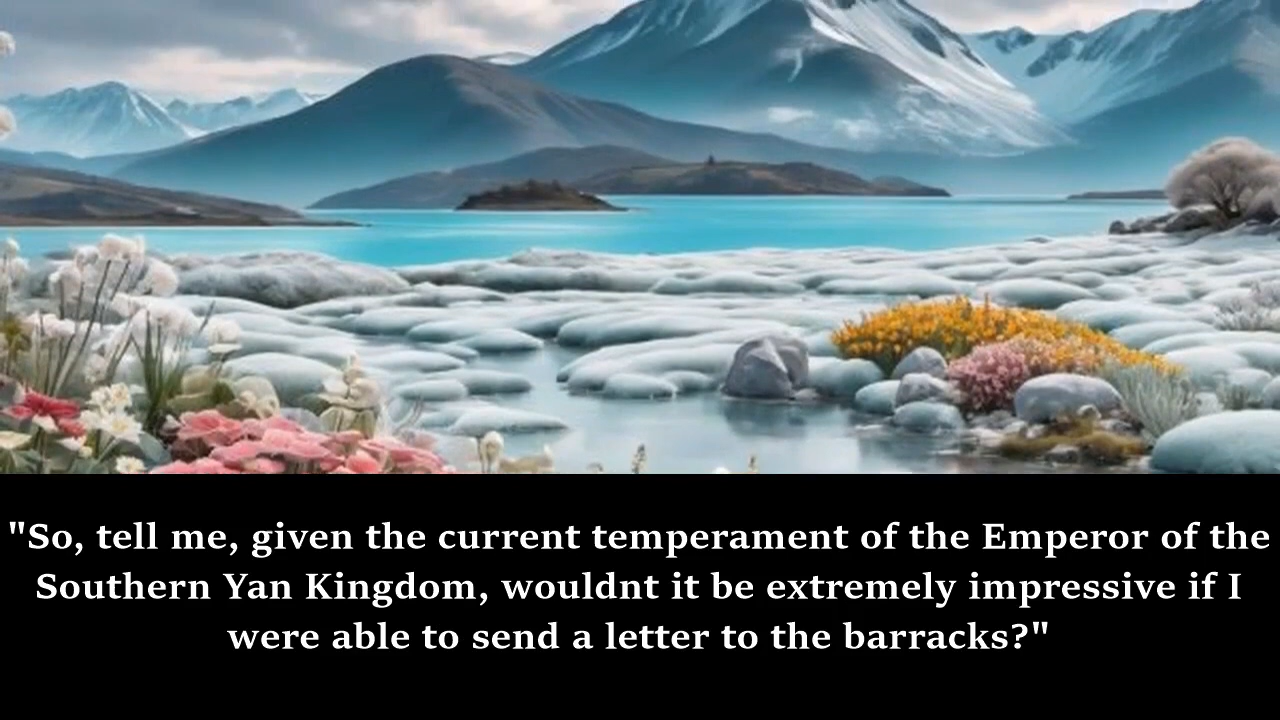 "So, tell me, given the current temperament of the Emperor of the
Southern Yan Kingdom, wouldnt it be extremely impressive if I
were able to send a letter to the barracks?"